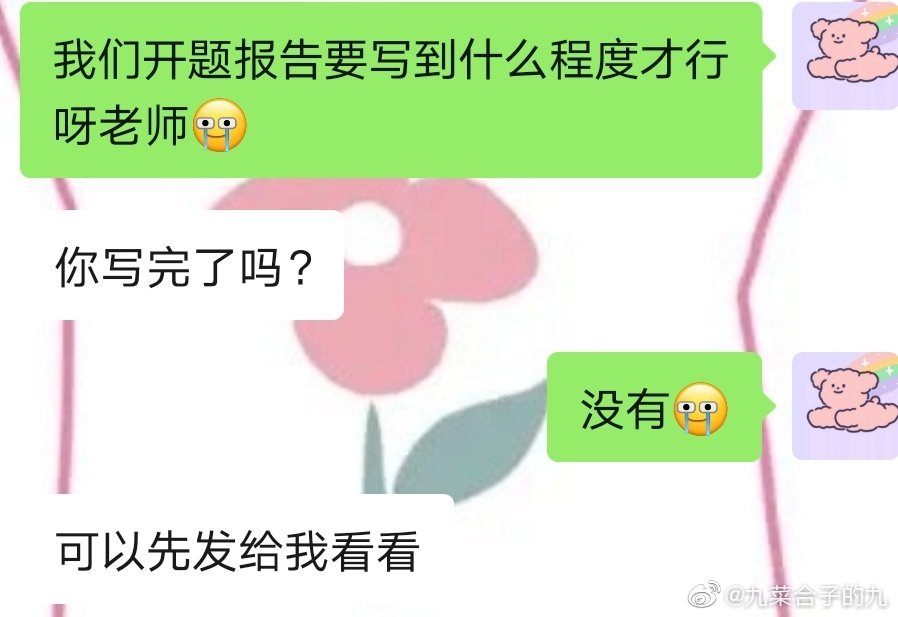 我们开题报告要写到什么程度才行
呀老师😭
你写完了吗?
没有😭
可以先发给我看看
@九菜合子的九